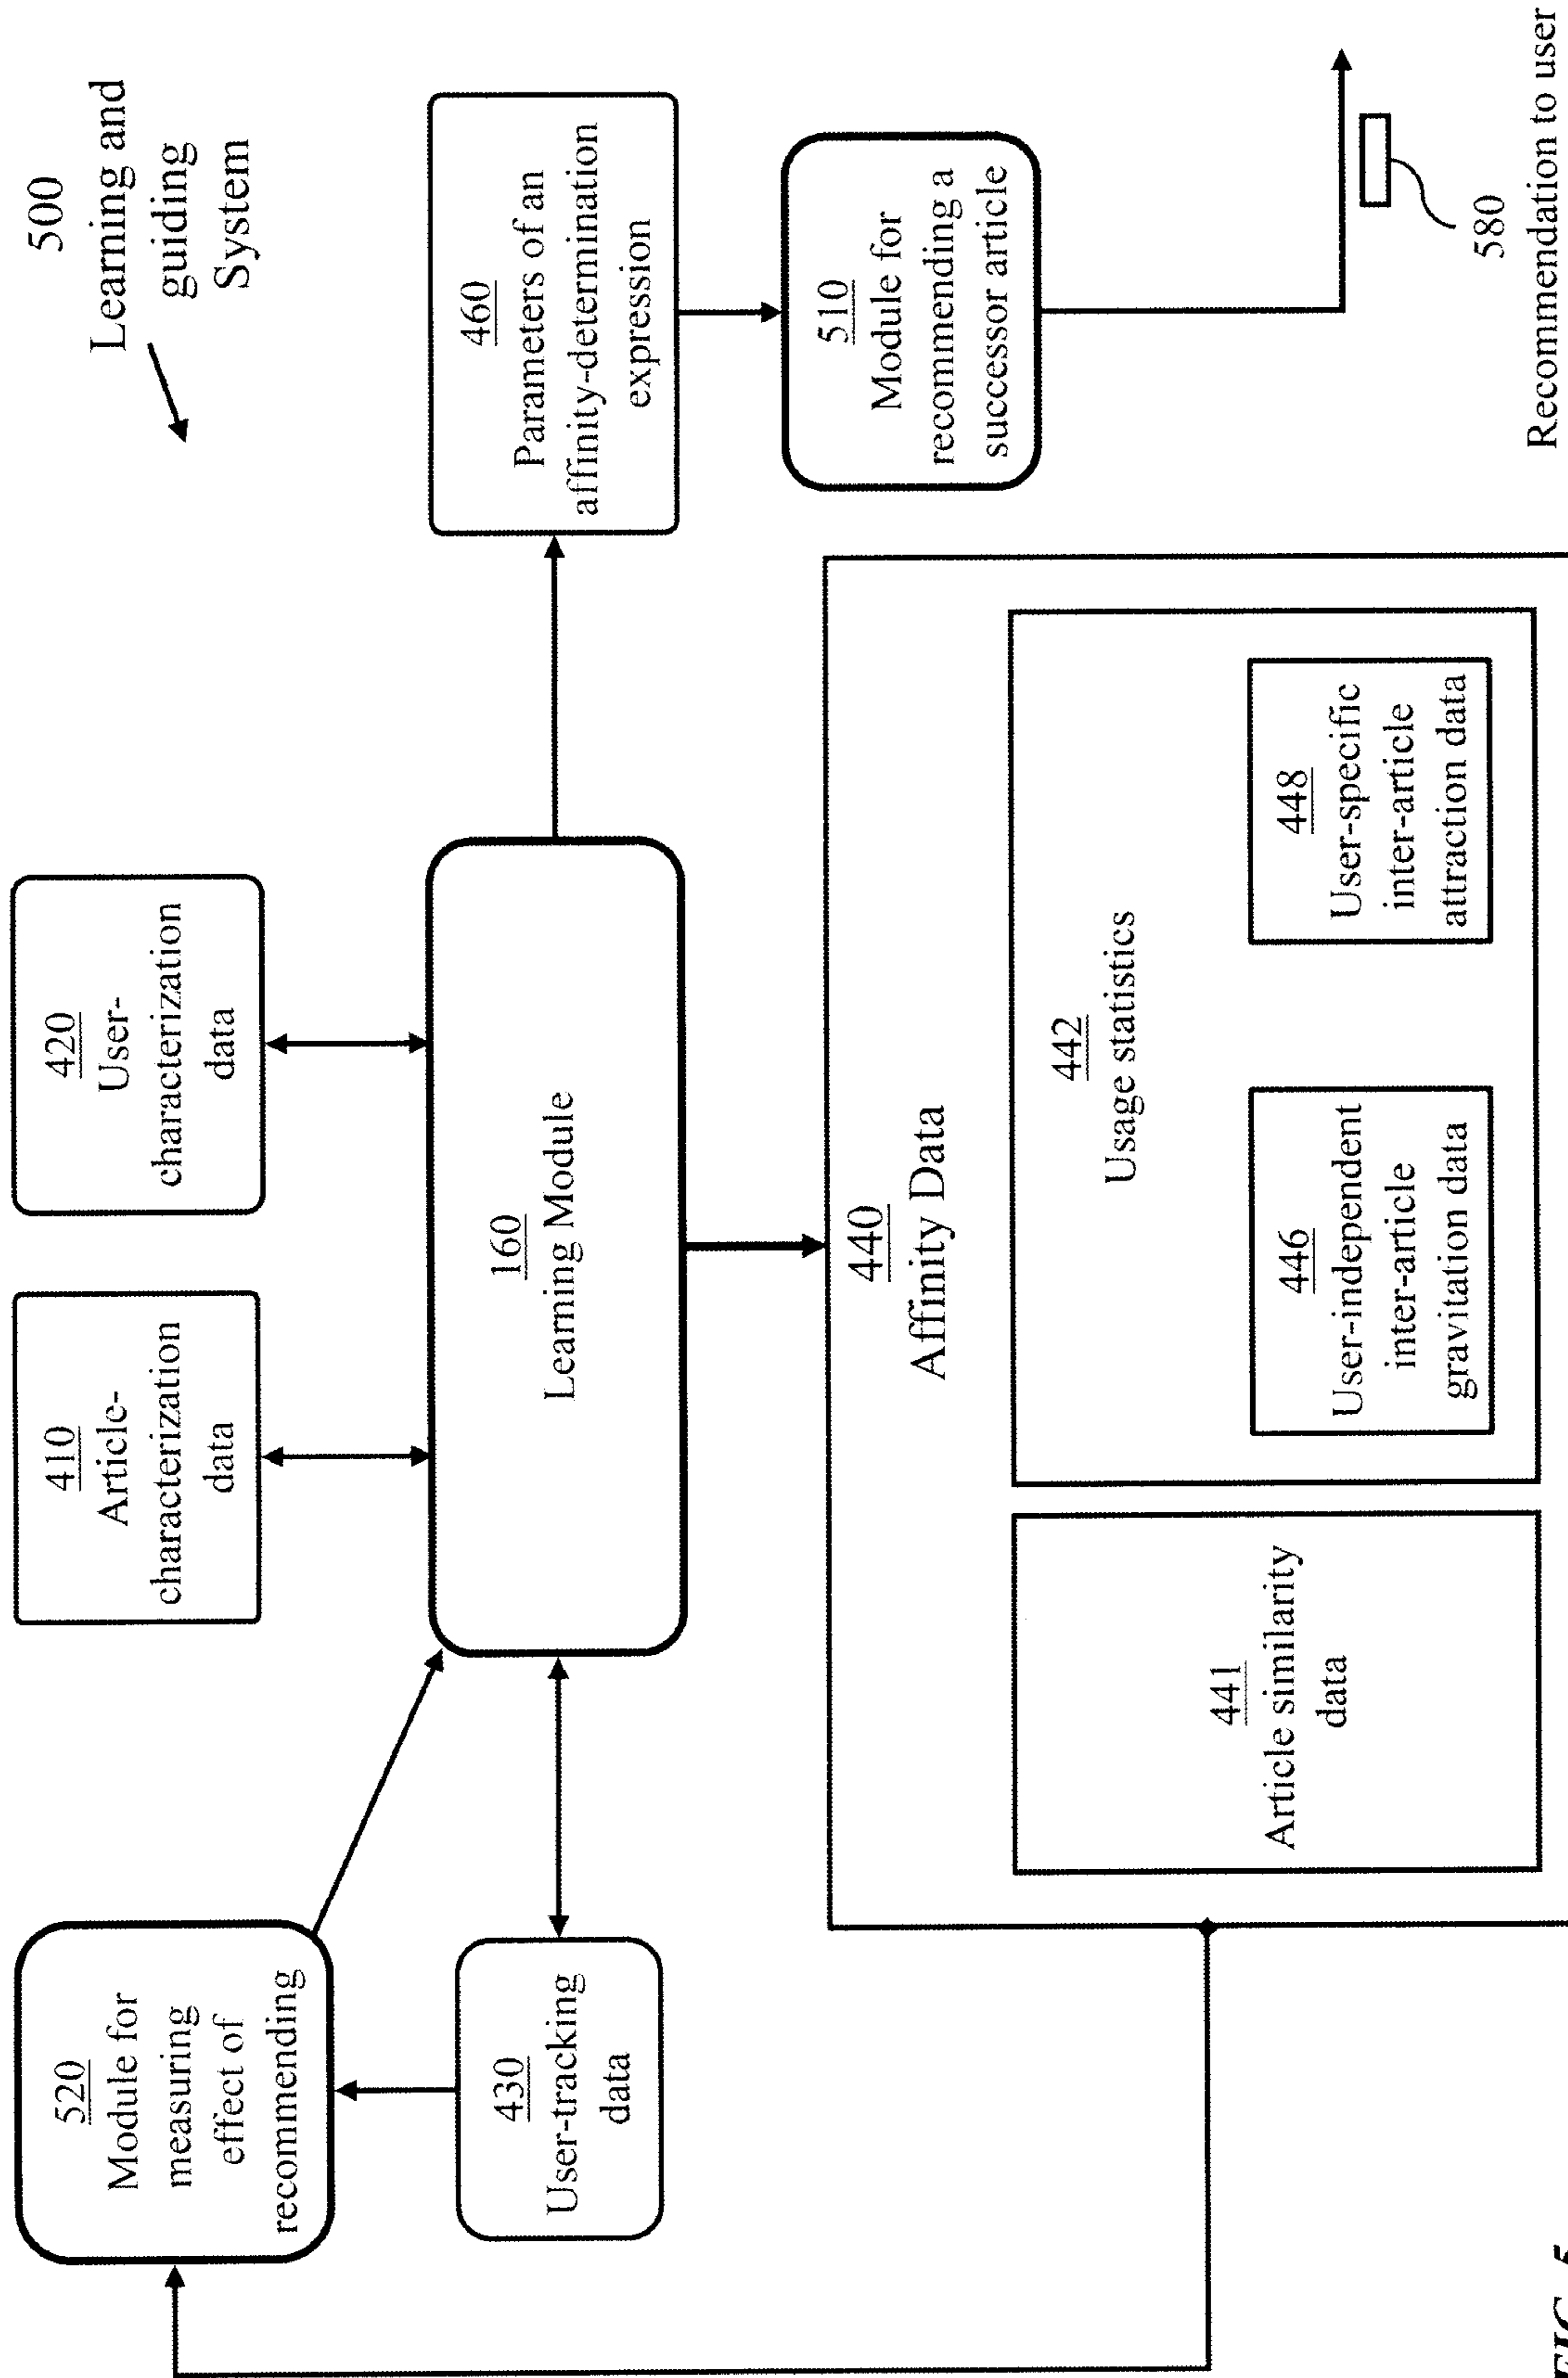 500
Learning and
guiding
System
520
Module for
measuring
effect of
recommending
410
Article-
characterization
data
420
User-
characterization
data
430
User-tracking
data
160
Learning Module
460
Parameters of an
affinity-determination
expression
510
Module for
recommending a
successor article
440
Affinity Data
441
Article similarity
data
442
Usage statistics
446
User-independent
inter-article
gravitation data
448
User-specific
inter-article
attraction data
580
Recommendation to user
FIG. 5